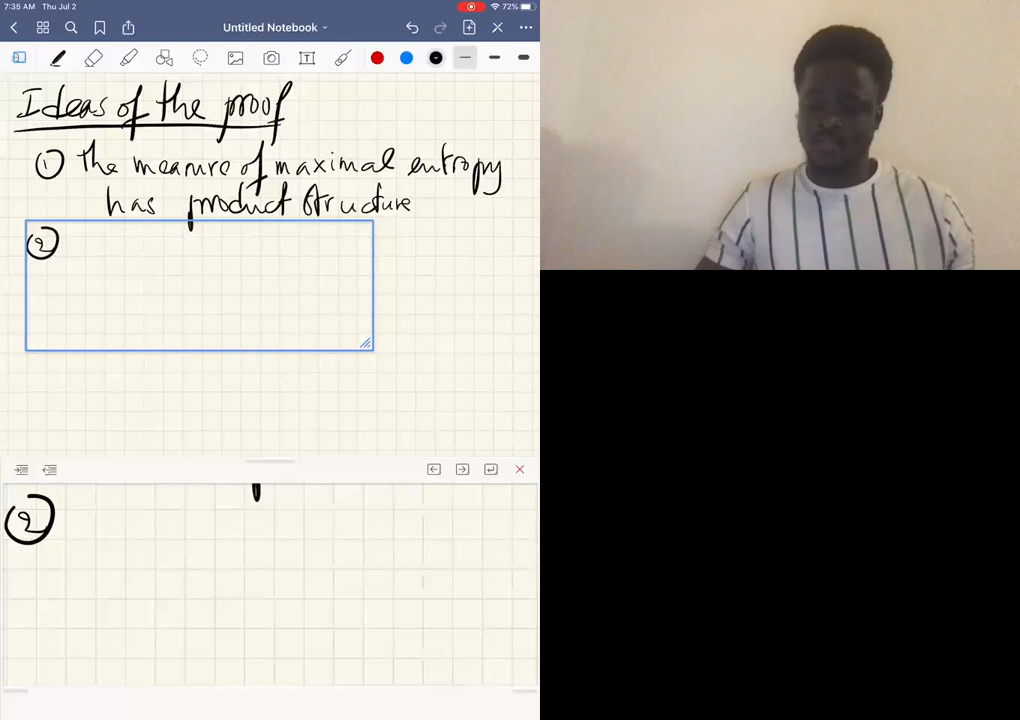 7:35 AM Thu Jul 2
72%
Untitled Notebook
T
Ideas of the proof
① the measure of maximal entropy
has product structure
②
②